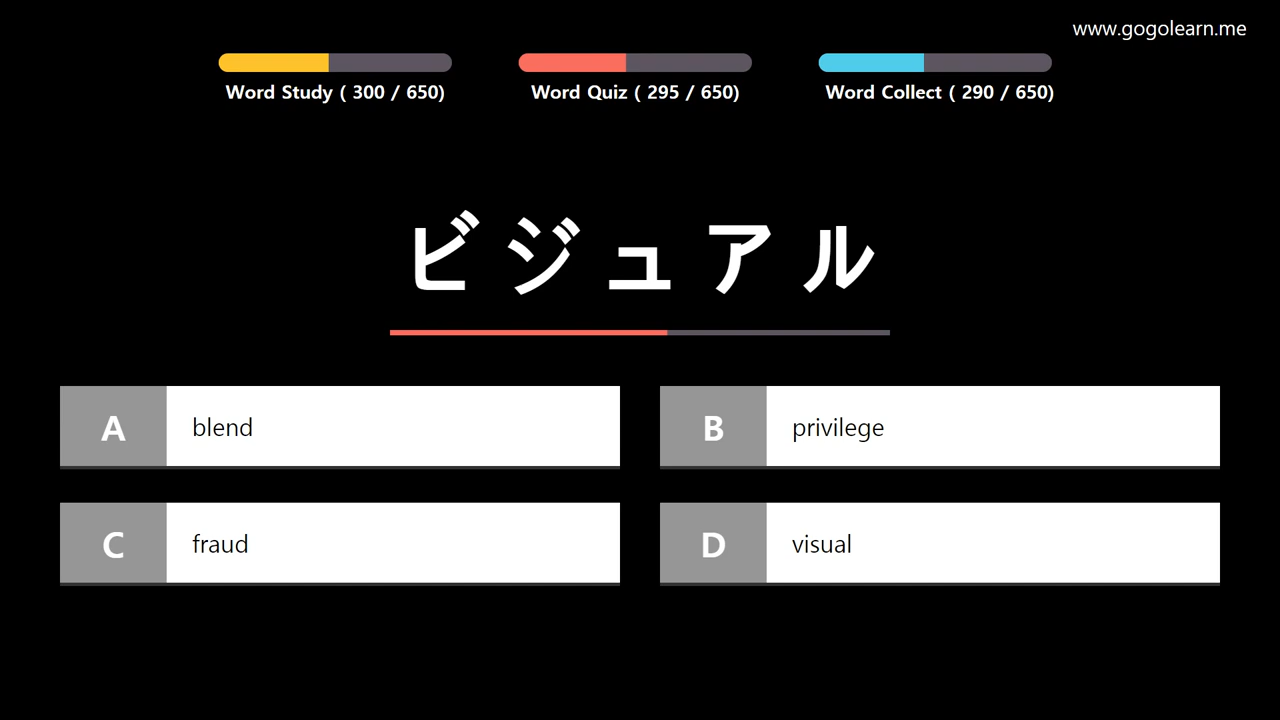 www.gogolearn.me
Word Study ( 300 / 650)
Word Quiz ( 295 / 650)
Word Collect ( 290 / 650)
ビジュアル
A blend
B privilege
C fraud
D visual